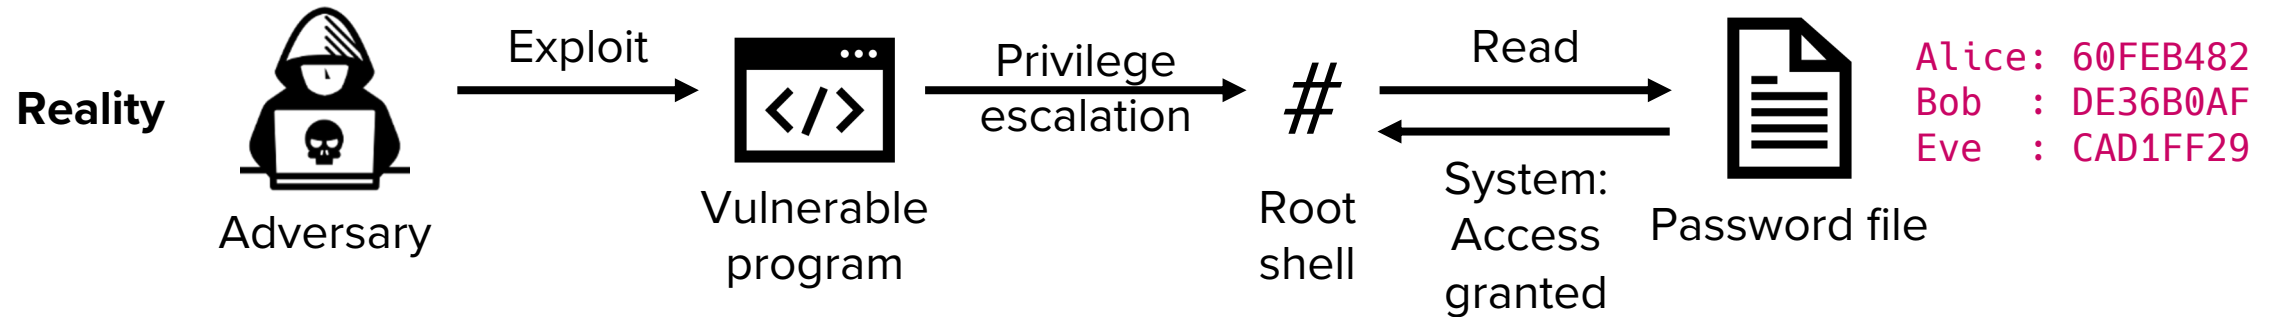 Reality
Adversary
Exploit
</>
Vulnerable
program
Privilege
escalation
#
Root
shell
Read
System:
Access
granted
Password file
Alice: 60FEB482
Bob  : DE36B0AF
Eve  : CAD1FF29